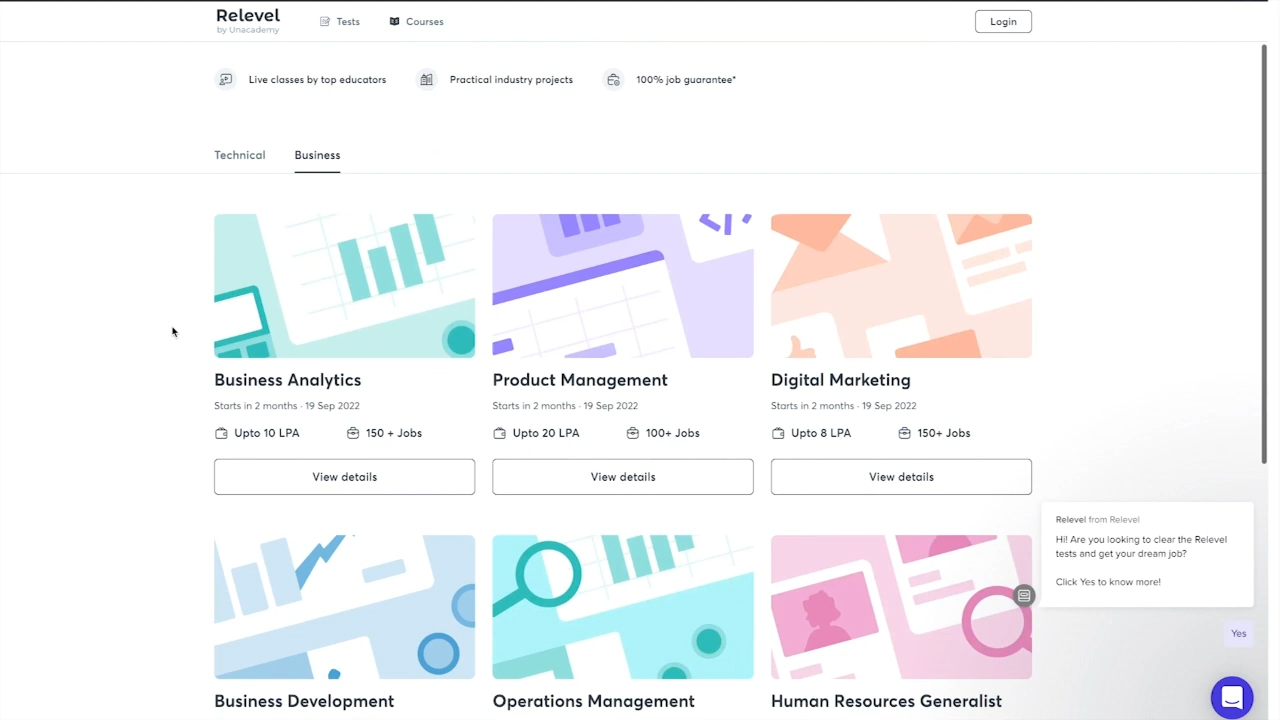 Relevel
by Unacademy
Tests
Courses
Login
Live classes by top educators
Practical industry projects
100% job guarantee*
Technical
Business
Business Analytics
Starts in 2 months · 19 Sep 2022
Upto 10 LPA
150 + Jobs
View details
Product Management
Starts in 2 months · 19 Sep 2022
Upto 20 LPA
100+ Jobs
View details
Digital Marketing
Starts in 2 months · 19 Sep 2022
Upto 8 LPA
150+ Jobs
View details
Business Development
Operations Management
Human Resources Generalist
Relevel from Relevel
Hi! Are you looking to clear the Relevel
tests and get your dream job?
Click Yes to know more!
Yes